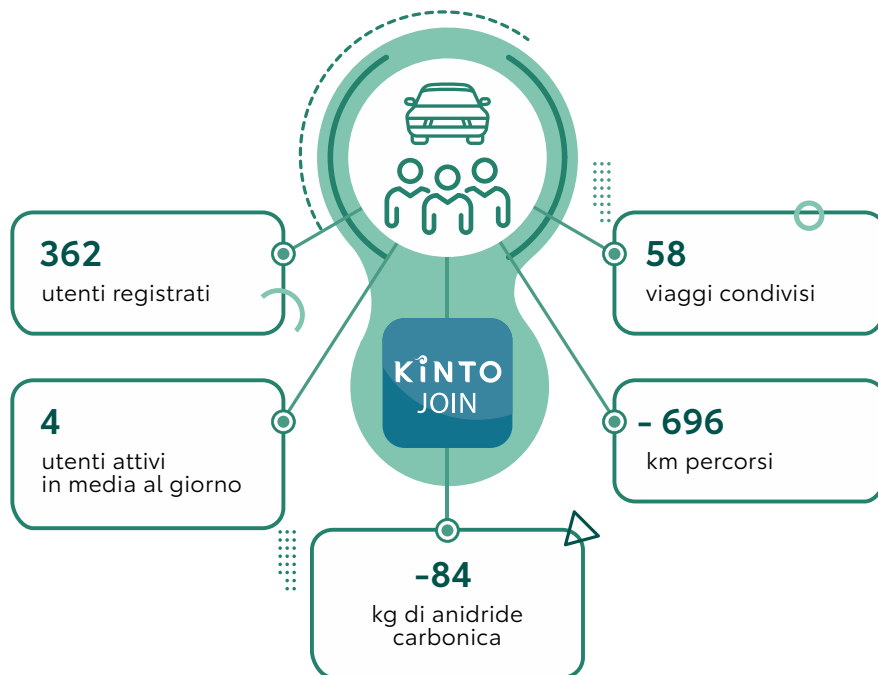 362
utenti registrati
58
viaggi condivisi
KINTO
JOIN
4
utenti attivi
in media al giorno
- 696
km percorsi
-84
kg di anidride
carbonica